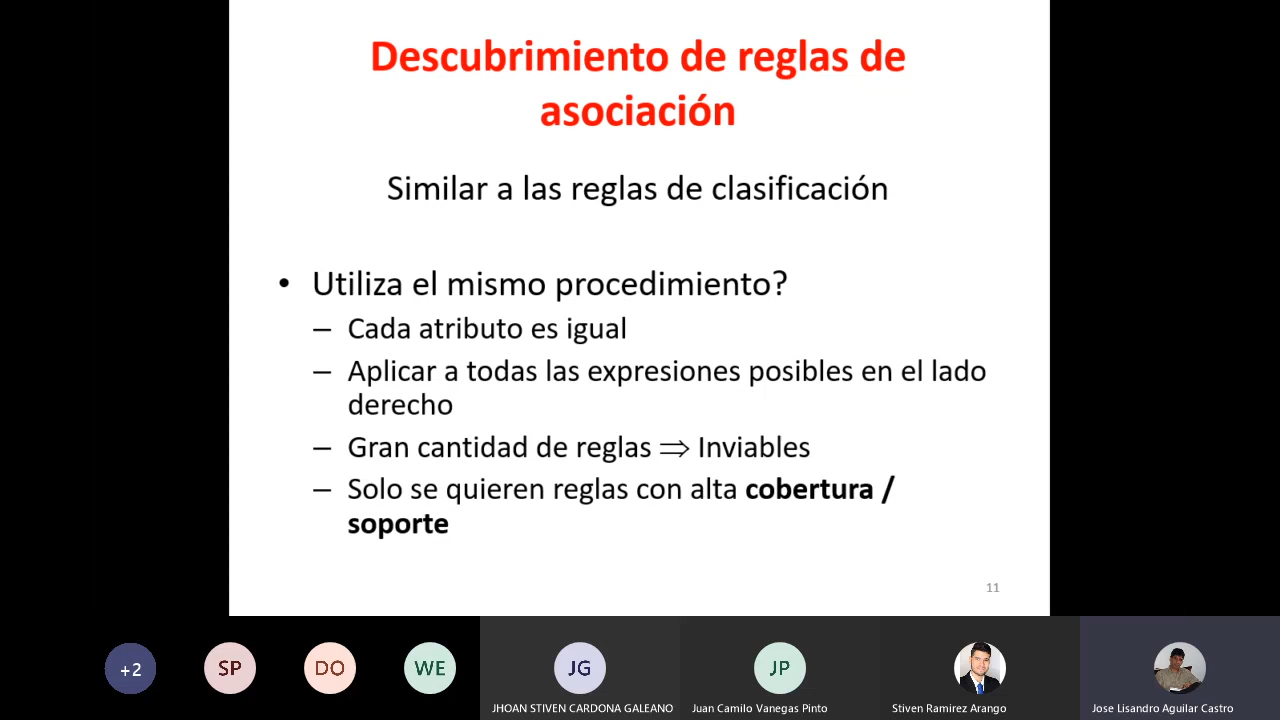 Descubrimiento de reglas de
asociación
Similar a las reglas de clasificación
• Utiliza el mismo procedimiento?
– Cada atributo es igual
– Aplicar a todas las expresiones posibles en el lado
derecho
– Gran cantidad de reglas ⇒ Inviables
– Solo se quieren reglas con alta cobertura /
soporte
11
+2
SP
DO
WE
JG
JP
JHOAN STIVEN CARDONA GALEANO
Juan Camilo Vanegas Pinto
Stiven Ramirez Arango
Jose Lisandro Aguilar Castro